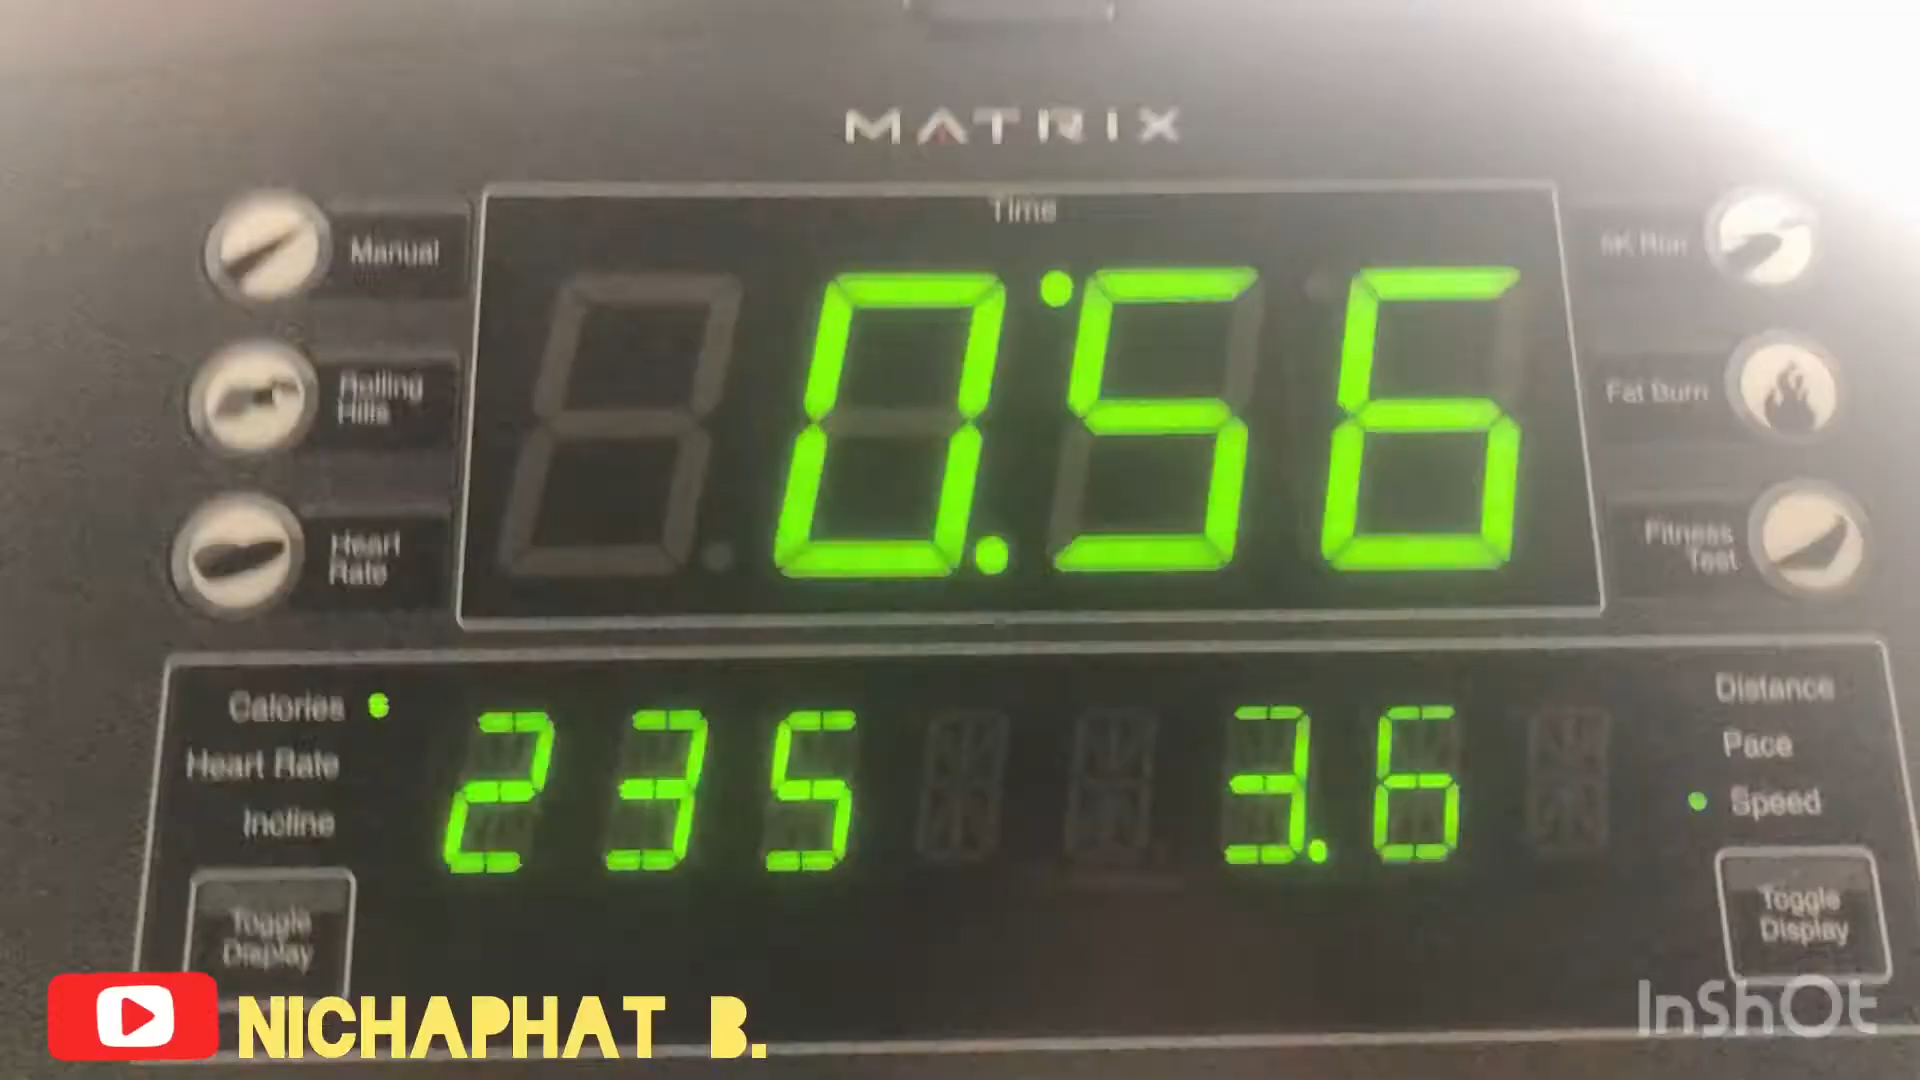 MATRIX
Time
Manual
0:56
5K Run
Rolling
Hills
Fat Burn
Heart
Rate
Fitness
Test
Calories
235
3.6
Distance
Heart Rate
Pace
Incline
Speed
Toggle
Display
Toggle
Display
NICHAPHAT B.
InShOt